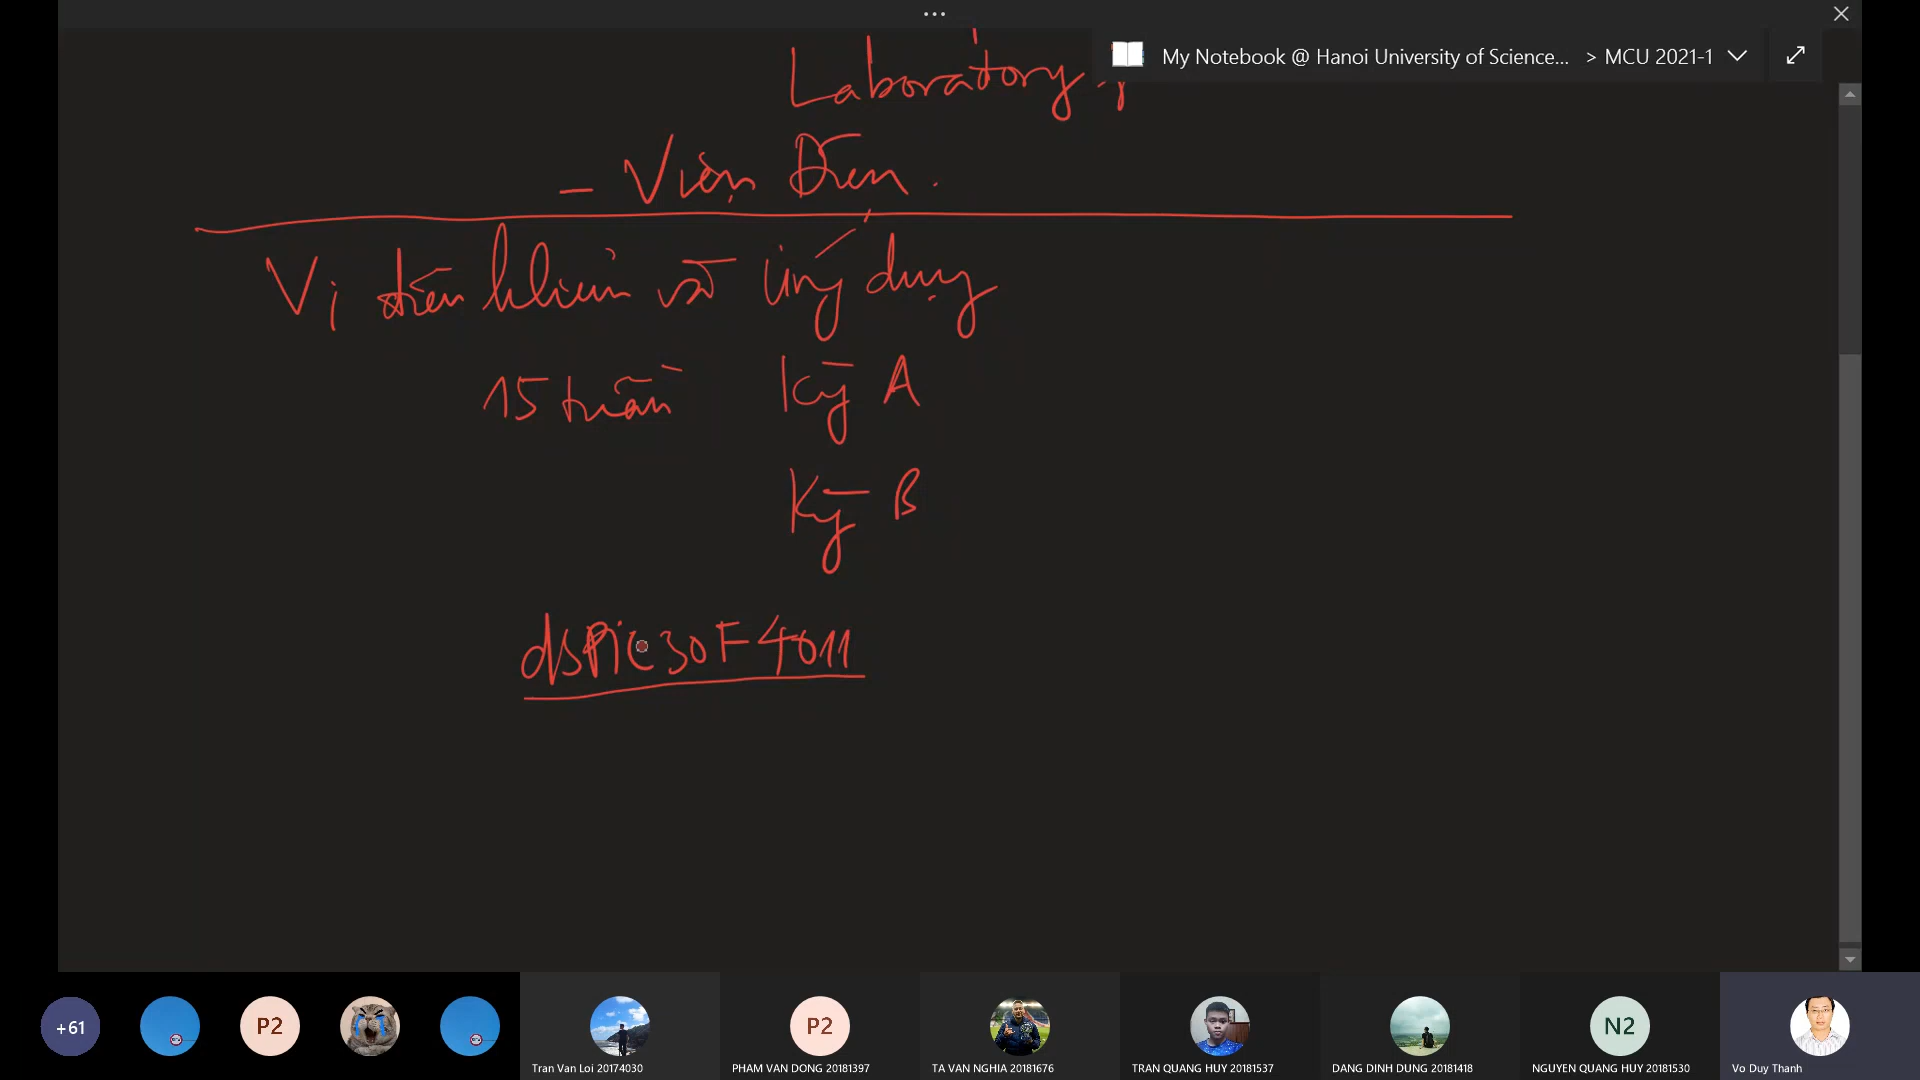 My Notebook @ Hanoi University of Science... > MCU 2021-1
Laboratory.
– Viện Điện.
Vi điều khiển và ứng dụng
15 tuần Kỳ A
Kỳ B
dsPiC30F4011
+61
P2
Tran Van Loi 20174030
P2
PHAM VAN DONG 20181397
TA VAN NGHIA 20181676
TRAN QUANG HUY 20181537
DANG DINH DUNG 20181418
N2
NGUYEN QUANG HUY 20181530
Vo Duy Thanh